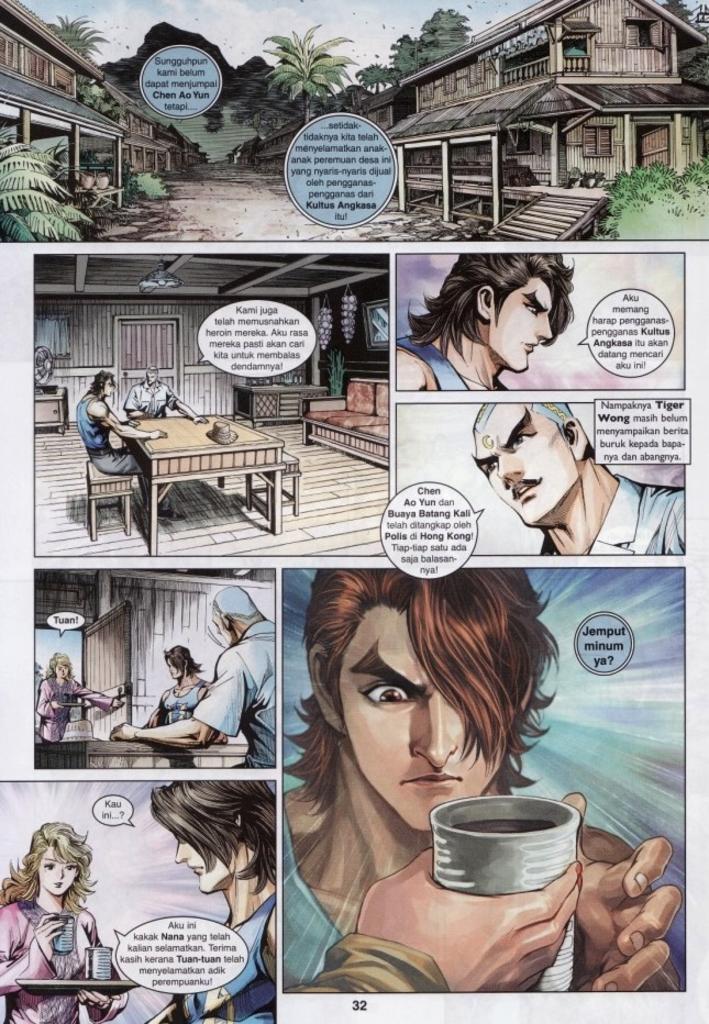 Sungguhpun
kami belum
dapat menjumpai
Chen Ao Yun
tetapi....
...setidak-
tidaknya kita telah
menyelamatkan anak-
anak peremuan desa ini
yang nyaris-nyaris dijual
oleh pengganas-
pengganas dari
Kultus Angkasa
itu!
Kami juga
telah memusnahkan
heroin mereka. Aku rasa
mereka pasti akan cari
kita untuk membalas
dendamnya!
Aku
memang
harap pengganas-
pengganas Kultus
Angkasa itu akan
datang mencari
aku ini!
Nampaknya Tiger
Wong masih belum
menyampaikan berita
buruk kepada bapa-
nya dan abangnya.
Chen
Ao Yun dan
Buaya Batang Kali
telah ditangkap oleh
Polis di Hong Kong!
Tiap-tiap satu ada
saja balasan-
nya!
Tuan!
Jemput
minum
ya?
Kau
ini...?
Aku ini
kakak Nana yang telah
kalian selamatkan. Terima
kasih kerana Tuan-tuan telah
menyelamatkan adik
perempuanku!
32